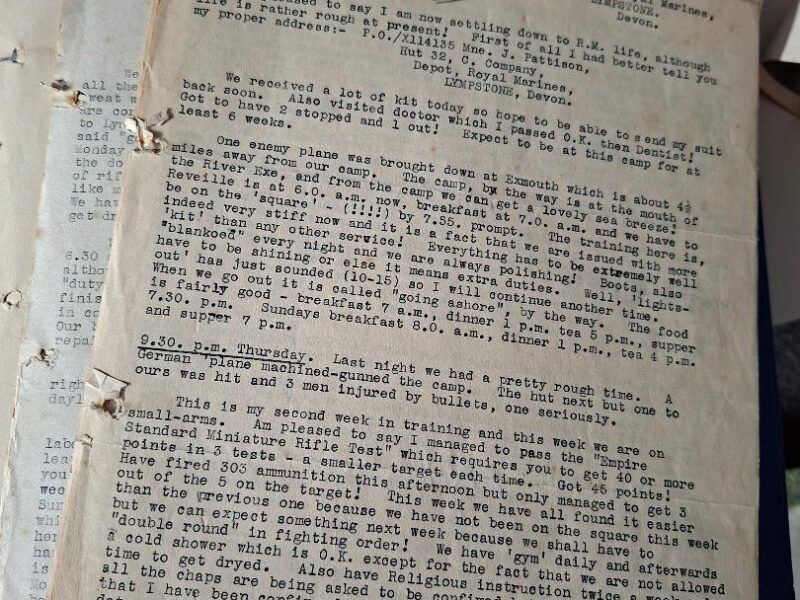 Royal Marines,
LYMPSTONE.
Devon.
pleased to say I am now settling down to R.M. life, although
life is rather rough at present! First of all I had better tell you
my proper address:- P.O./X114135 Mne. J. Pattison,
Hut 32, C. Company,
Depot, Royal Marines,
LYMPSTONE, Devon.
We received a lot of kit today so hope to be able to send my suit
back soon. Also visited doctor which I passed O.K. then Dentist!
Got to have 2 stopped and 1 out! Expect to be at this camp for at
least 6 weeks.
One enemy plane was brought down at Exmouth which is about 4½
miles away from our camp. The camp, by the way is at the mouth of
the River Exe, and from the camp we can get a lovely sea breeze!
Reveille is at 6.0. a.m. now, breakfast at 7.0. a.m. and we have to
be on the 'square' - (!!!!) by 7.55. prompt. The training here is,
indeed very stiff now and it is a fact that we are issued with more
'kit' than any other service! Everything has to be extremely well
"blankoed" every night and we are always polishing! Boots, also
have to be shining or else it means extra duties. Well, 'lights-
out' has just sounded (10-15) so I will continue another time.
When we go out it is called "going ashore", by the way. The food
is fairly good - breakfast 7 a.m., dinner 1 p.m. tea 5 p.m., supper
7.30. p.m. Sundays breakfast 8.0. a.m., dinner 1 p.m., tea 4 p.m.
and supper 7 p.m.
9.30. p.m. Thursday. Last night we had a pretty rough time. A
German 'plane machined-gunned the camp. The hut next but one to
ours was hit and 3 men injured by bullets, one seriously.
This is my second week in training and this week we are on
small-arms. Am pleased to say I managed to pass the "Empire
Standard Miniature Rifle Test" which requires you to get 40 or more
points in 3 tests - a smaller target each time. Got 45 points!
Have fired 303 ammunition this afternoon but only managed to get 3
out of the 5 on the target! This week we have all found it easier
than the previous one because we have not been on the square this week
but we can expect something next week because we shall have to
"double round" in fighting order! We have 'gym' daily and afterwards
a cold shower which is O.K. except for the fact that we are not allowed
time to get dryed. Also have Religious instruction twice a
all the chaps are being asked to be confirmed
that I have been
We
all the
are
to
said
Monday
the
of
like
We
get
6.30
"duty
in
Our